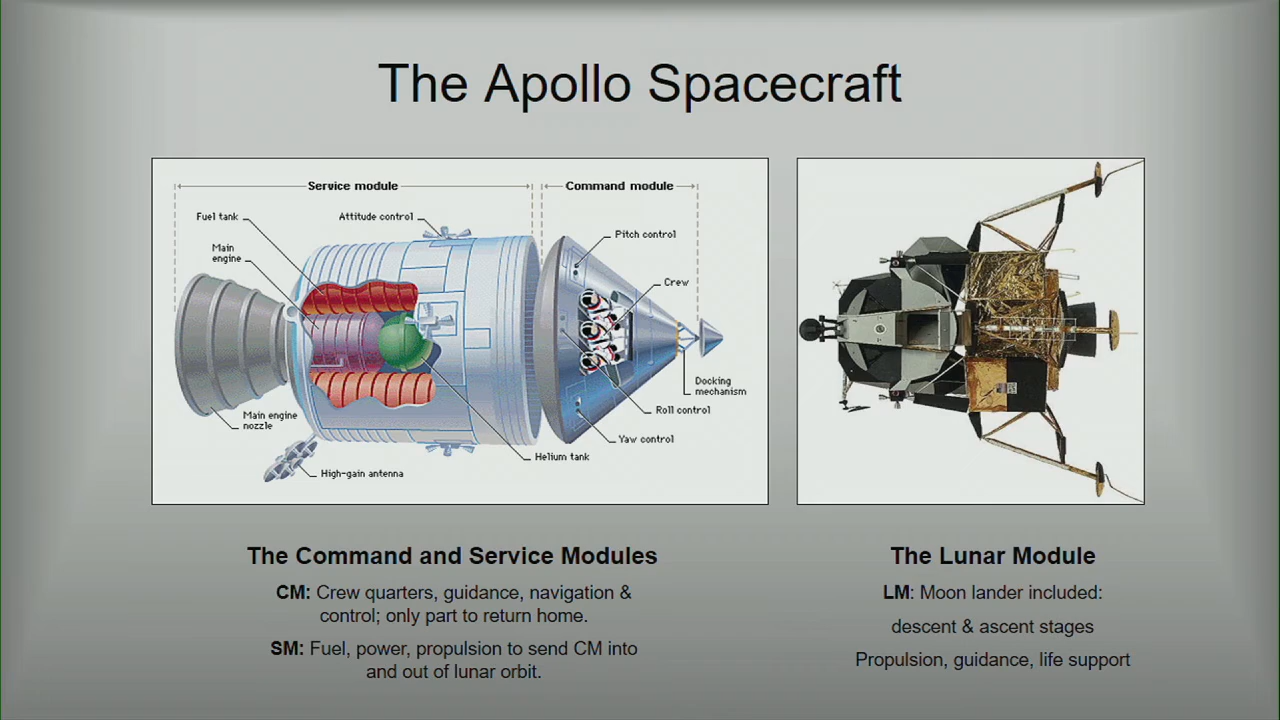 The Apollo Spacecraft
Service module
Command module
Fuel tank
Attitude control
Main
engine
Pitch control
Crew
Docking
mechanism
Roll control
Main engine
nozzle
Yaw control
Helium tank
High-gain antenna
The Command and Service Modules
CM: Crew quarters, guidance, navigation &
control; only part to return home.
SM: Fuel, power, propulsion to send CM into
and out of lunar orbit.
The Lunar Module
LM: Moon lander included:
descent & ascent stages
Propulsion, guidance, life support